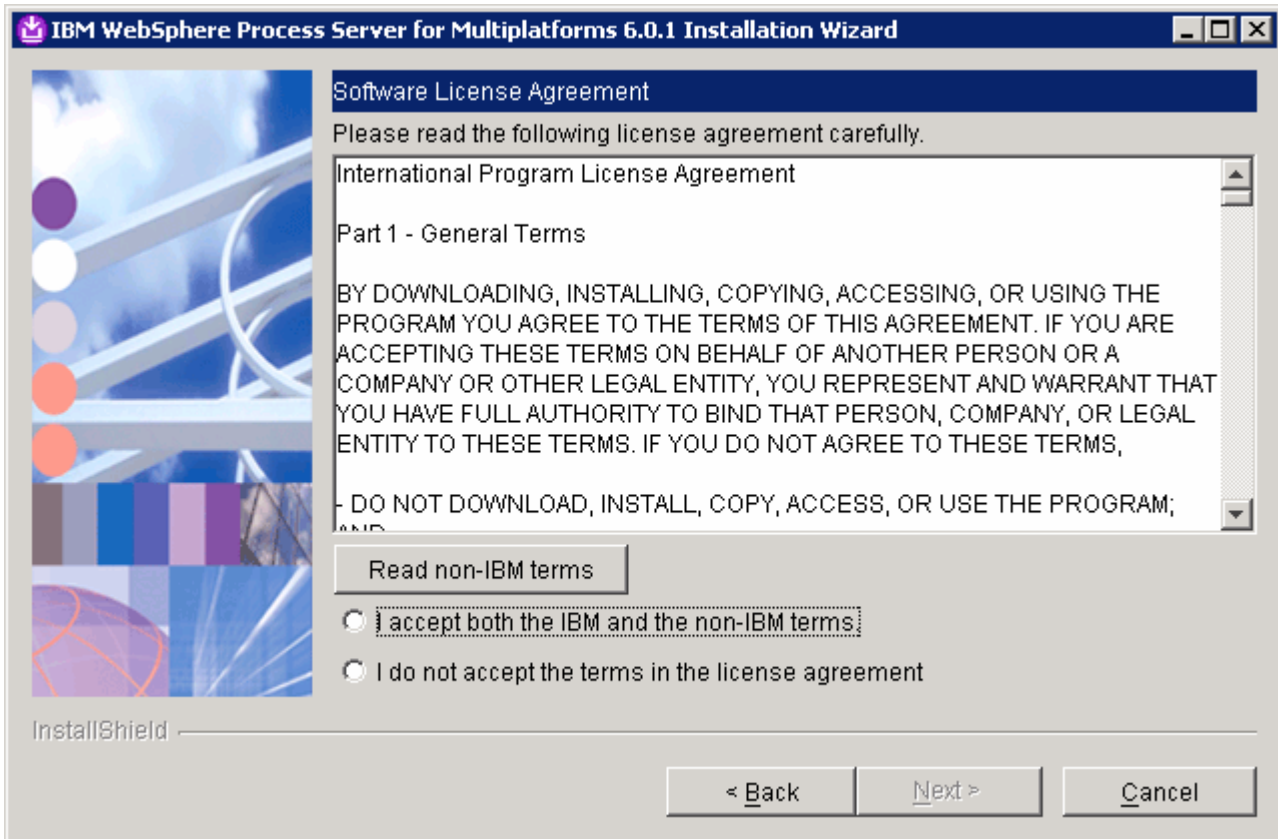 IBM WebSphere Process Server for Multiplatforms 6.0.1 Installation Wizard
Software License Agreement
Please read the following license agreement carefully.
International Program License Agreement
Part 1 - General Terms
BY DOWNLOADING, INSTALLING, COPYING, ACCESSING, OR USING THE
PROGRAM YOU AGREE TO THE TERMS OF THIS AGREEMENT. IF YOU ARE
ACCEPTING THESE TERMS ON BEHALF OF ANOTHER PERSON OR A
COMPANY OR OTHER LEGAL ENTITY, YOU REPRESENT AND WARRANT THAT
YOU HAVE FULL AUTHORITY TO BIND THAT PERSON, COMPANY, OR LEGAL
ENTITY TO THESE TERMS. IF YOU DO NOT AGREE TO THESE TERMS,
- DO NOT DOWNLOAD, INSTALL, COPY, ACCESS, OR USE THE PROGRAM;
AND
Read non-IBM terms
I accept both the IBM and the non-IBM terms
I do not accept the terms in the license agreement
InstallShield
< Back
Next >
Cancel